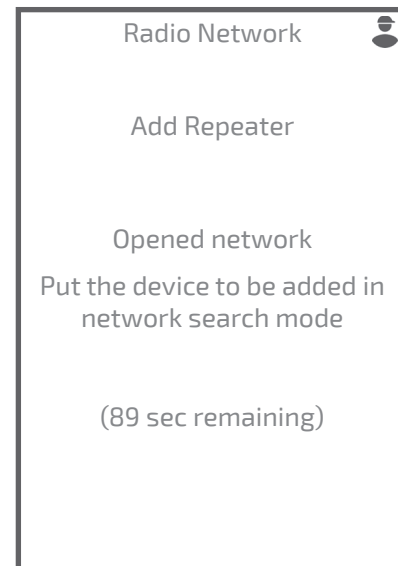 Radio Network
Add Repeater
Opened network
Put the device to be added in
network search mode
(89 sec remaining)